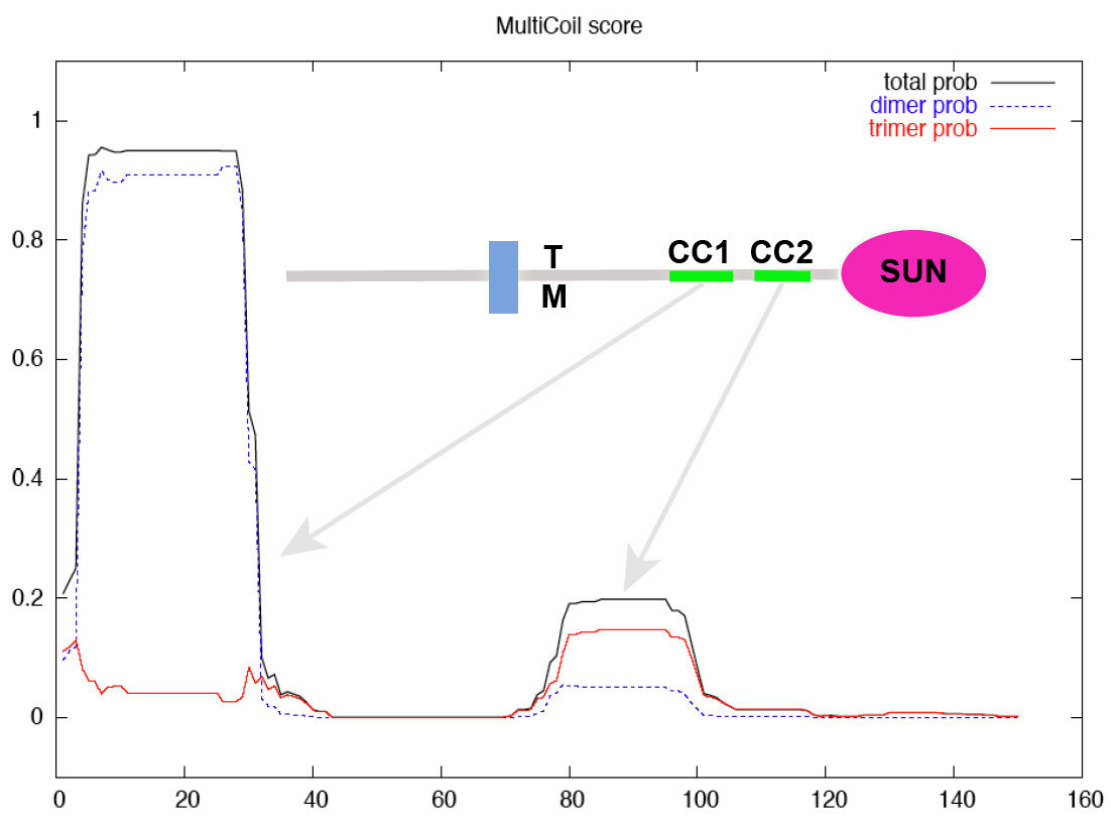 MultiCoil score
total prob
dimer prob
trimer prob
1
0.8
0.6
0.4
0.2
0
T
M
CC1 CC2
SUN
0 20 40 60 80 100 120 140 160